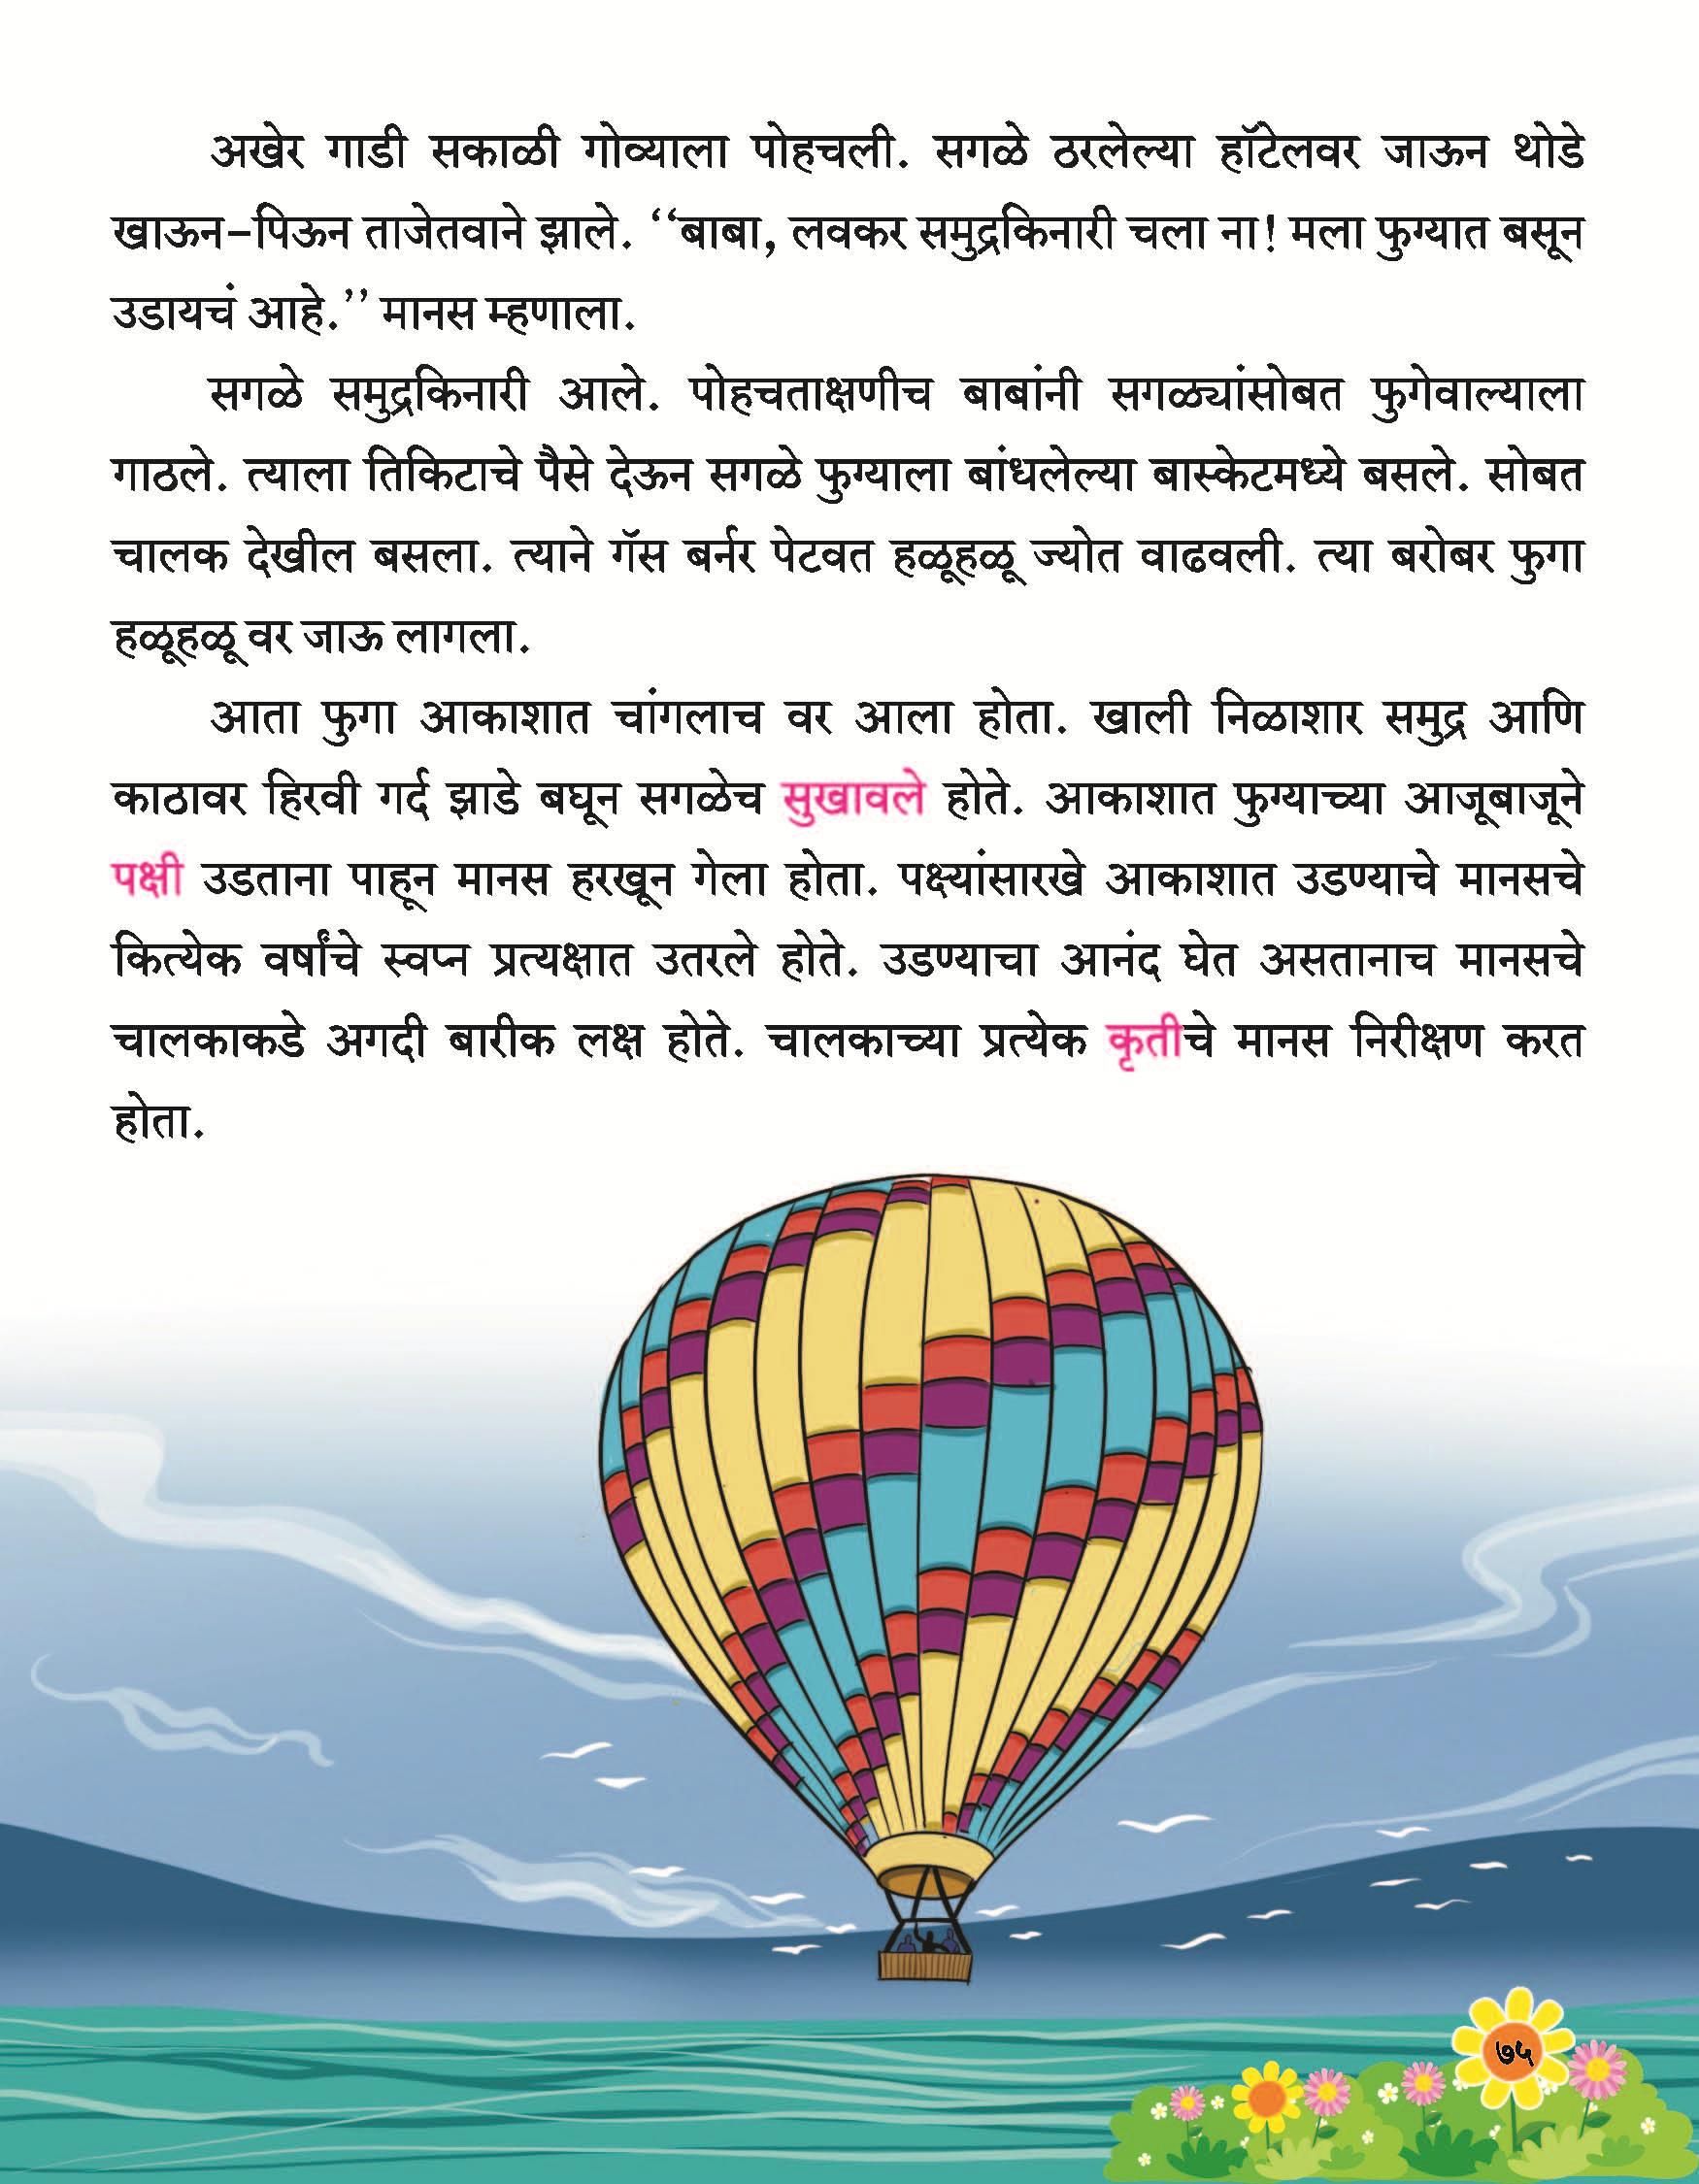 अखेर गाडी सकाळी गोव्याला पोहचली. सगळे ठरलेल्या हॉटेलवर जाऊन थोडे
खाऊन-पिऊन ताजेतवाने झाले. ‘‘बाबा, लवकर समुद्रकिनारी चला ना! मला फुग्यात बसून
उडायचं आहे.’’ मानस म्हणाला.
सगळे समुद्रकिनारी आले. पोहचताक्षणीच बाबांनी सगळ्यांसोबत फुगेवाल्याला
गाठले. त्याला तिकिटाचे पैसे देऊन सगळे फुग्याला बांधलेल्या बास्केटमध्ये बसले. सोबत
चालक देखील बसला. त्याने गॅस बर्नर पेटवत हळूहळू ज्योत वाढवली. त्या बरोबर फुगा
हळूहळू वर जाऊ लागला.
आता फुगा आकाशात चांगलाच वर आला होता. खाली निळाशार समुद्र आणि
काठावर हिरवी गर्द झाडे बघून सगळेच सुखावले होते. आकाशात फुग्याच्या आजूबाजूने
पक्षी उडताना पाहून मानस हरखून गेला होता. पक्ष्यांसारखे आकाशात उडण्याचे मानसचे
कित्येक वर्षांचे स्वप्न प्रत्यक्षात उतरले होते. उडण्याचा आनंद घेत असतानाच मानसचे
चालकाकडे अगदी बारीक लक्ष होते. चालकाच्या प्रत्येक कृतीचे मानस निरीक्षण करत
होता.
७५